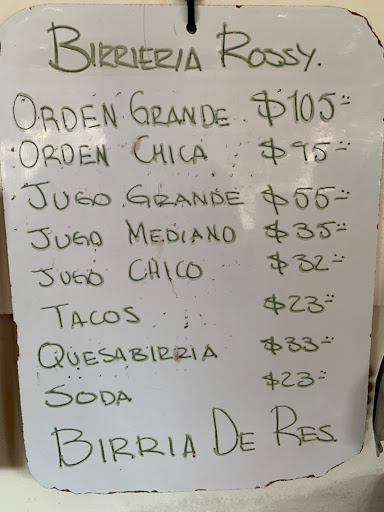 BIRRIERIA ROSSY.
ORDEN GRANDE $105=
ORDEN CHICA $95=
JUGO GRANDE $55=
JUGO MEDIANO $35=
JUGO CHICO $32=
TACOS $23=
QUESABIRRIA $33=
SODA $23=
BIRRIA DE RES.